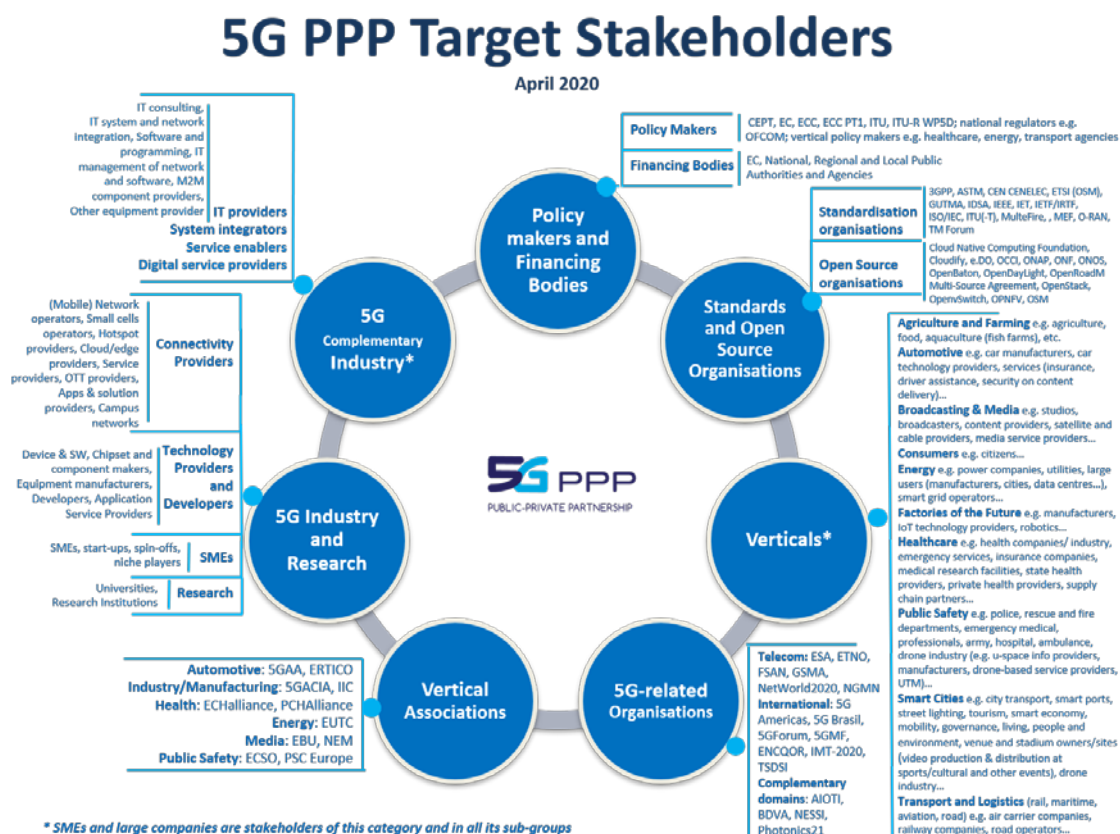 5G PPP Target Stakeholders
April 2020
IT consulting,
IT system and network
integration, Software and
programming, IT
management of network
and software, M2M
component providers,
Other equipment provider
IT providers
System integrators
Service enablers
Digital service providers
Policy Makers
CEPT, EC, ECC, ECC PT1, ITU, ITU-R WP5D; national regulators e.g.
OFCOM; vertical policy makers e.g. healthcare, energy, transport agencies
Financing Bodies
EC, National, Regional and Local Public
Authorities and Agencies
Standardisation
organisations
3GPP, ASTM, CEN CENELEC, ETSI (OSM),
GUTMA, IDSA, IEEE, IET, IETF/IRTF,
ISO/IEC, ITU(-T), MulteFire, , MEF, O-RAN,
TM Forum
Open Source
organisations
Cloud Native Computing Foundation,
Cloudify, e.DO, OCCI, ONAP, ONF, ONOS,
OpenBaton, OpenDayLight, OpenRoadM
Multi-Source Agreement, OpenStack,
OpenvSwitch, OPNFV, OSM
Policy
makers and
Financing
Bodies
5G
Complementary
Industry*
Standards
and Open
Source
Organisations
(Mobile) Network
operators, Small cells
operators, Hotspot
providers, Cloud/edge
providers, Service
providers, OTT providers,
Apps & solution
providers, Campus
networks
Connectivity
Providers
Device & SW, Chipset and
component makers,
Equipment manufacturers,
Developers, Application
Service Providers
Technology
Providers
and
Developers
SMEs, start-ups, spin-offs,
niche players
SMEs
Universities,
Research Institutions
Research
5G Industry
and
Research
5G PPP
PUBLIC-PRIVATE PARTNERSHIP
Verticals*
Agriculture and Farming e.g. agriculture,
food, aquaculture (fish farms), etc.
Automotive e.g. car manufacturers, car
technology providers, services (insurance,
driver assistance, security on content
delivery)...
Broadcasting & Media e.g. studios,
broadcasters, content providers, satellite and
cable providers, media service providers...
Consumers e.g. citizens...
Energy e.g. power companies, utilities, large
users (manufacturers, cities, data centres...),
smart grid operators...
Factories of the Future e.g. manufacturers,
IoT technology providers, robotics...
Healthcare e.g. health companies/ industry,
emergency services, insurance companies,
medical research facilities, state health
providers, private health providers, supply
chain partners...
Public Safety e.g. police, rescue and fire
departments, emergency medical,
professionals, army, hospital, ambulance,
drone industry (e.g. u-space info providers,
manufacturers, drone-based service providers,
UTM)...
Smart Cities e.g. city transport, smart ports,
street lighting, tourism, smart economy,
mobility, governance, living, people and
environment, venue and stadium owners/sites
(video production & distribution at
sports/cultural and other events), drone
industry...
Transport and Logistics (rail, maritime,
aviation, road) e.g. air carrier companies,
railway companies, road operators...
Automotive: 5GAA, ERTICO
Industry/Manufacturing: 5GACIA, IIC
Health: ECHalliance, PCHAlliance
Energy: EUTC
Media: EBU, NEM
Public Safety: ECSO, PSC Europe
Vertical
Associations
5G-related
Organisations
Telecom: ESA, ETNO,
FSAN, GSMA,
NetWorld2020, NGMN
International: 5G
Americas, 5G Brasil,
5GForum, 5GMF,
ENCQOR, IMT-2020,
TSDSI
Complementary
domains: AIOTI,
BDVA, NESSI,
Photonics21
* SMEs and large companies are stakeholders of this category and in all its sub-groups